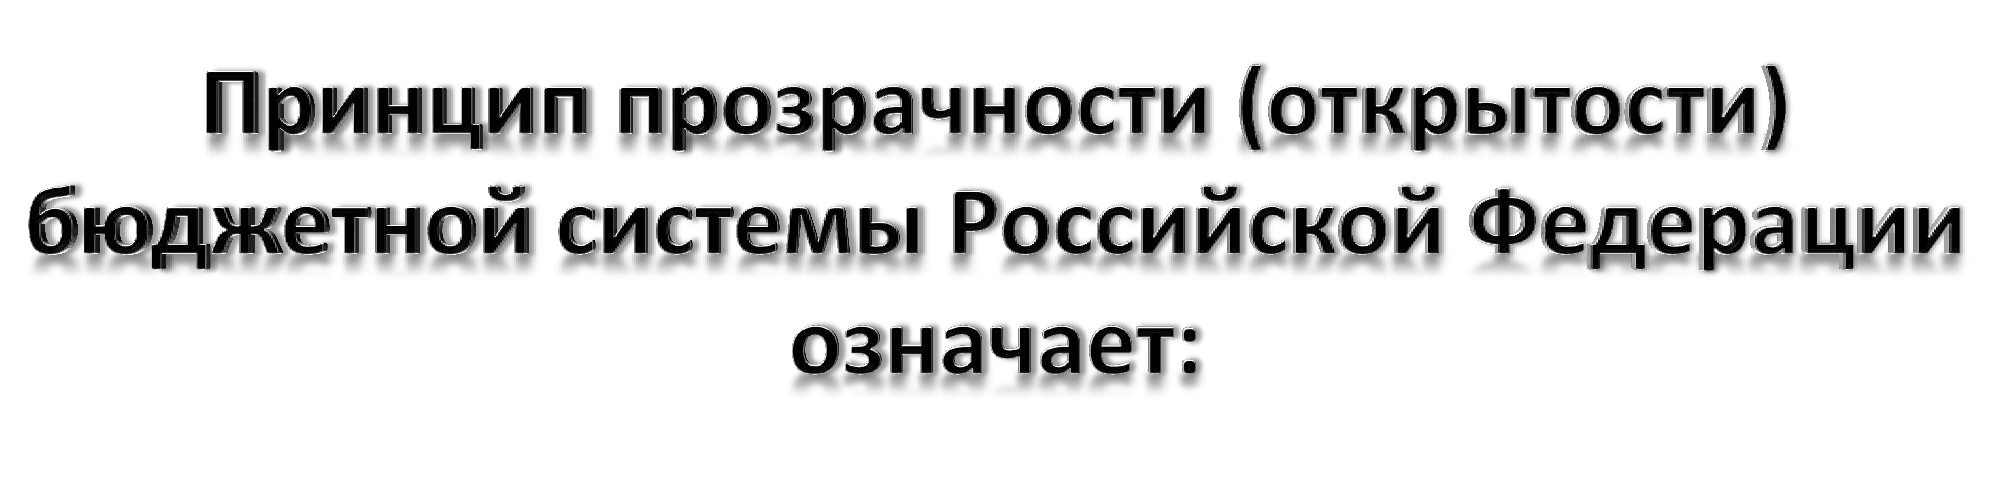 Принцип прозрачности (открытости)
бюджетной системы Российской Федерации
означает: